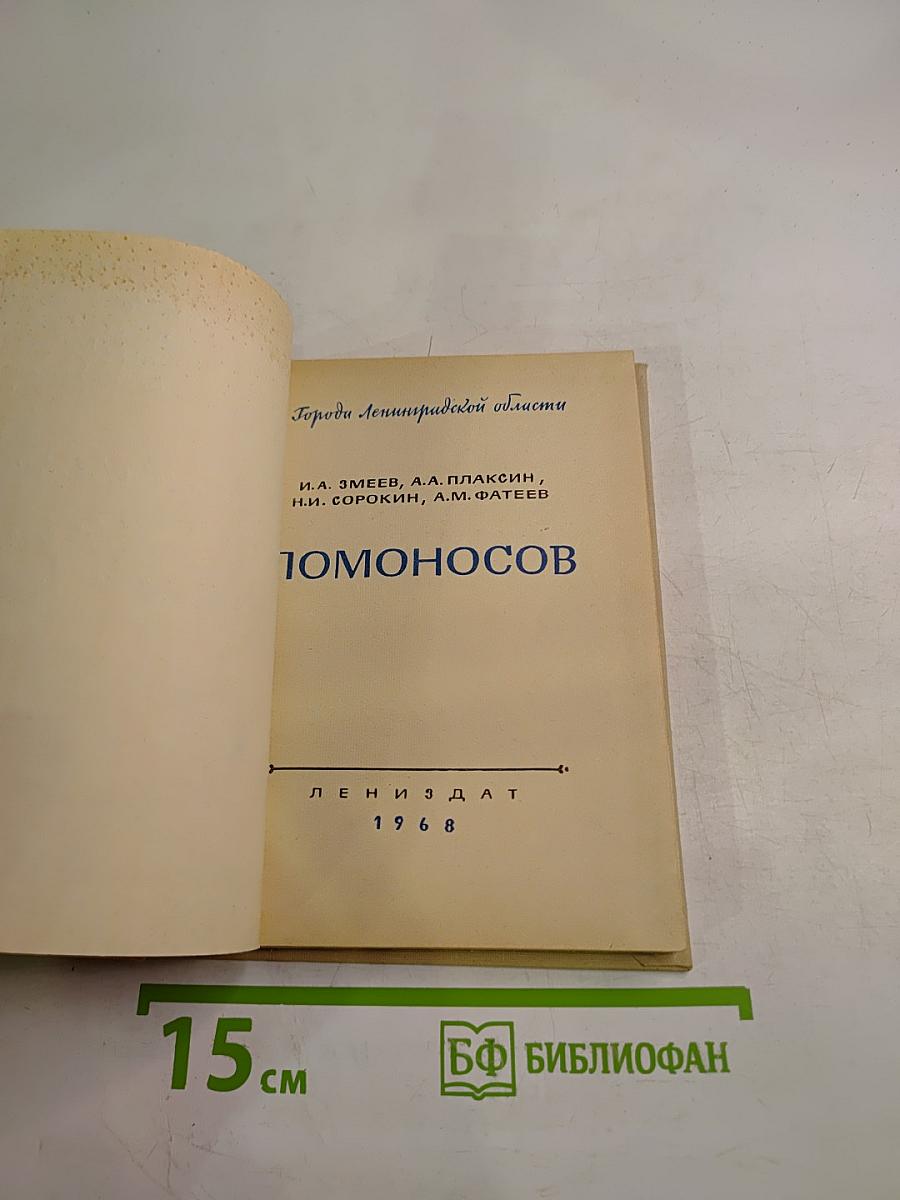 Города Ленинградской области
И.А. ЗМЕЕВ, А.А. ПЛАКСИН,
Н.И. СОРОКИН, А.М. ФАТЕЕВ
ЛОМОНОСОВ
ЛЕНИЗДАТ
1968
15 см
БФ БИБЛИОФАН